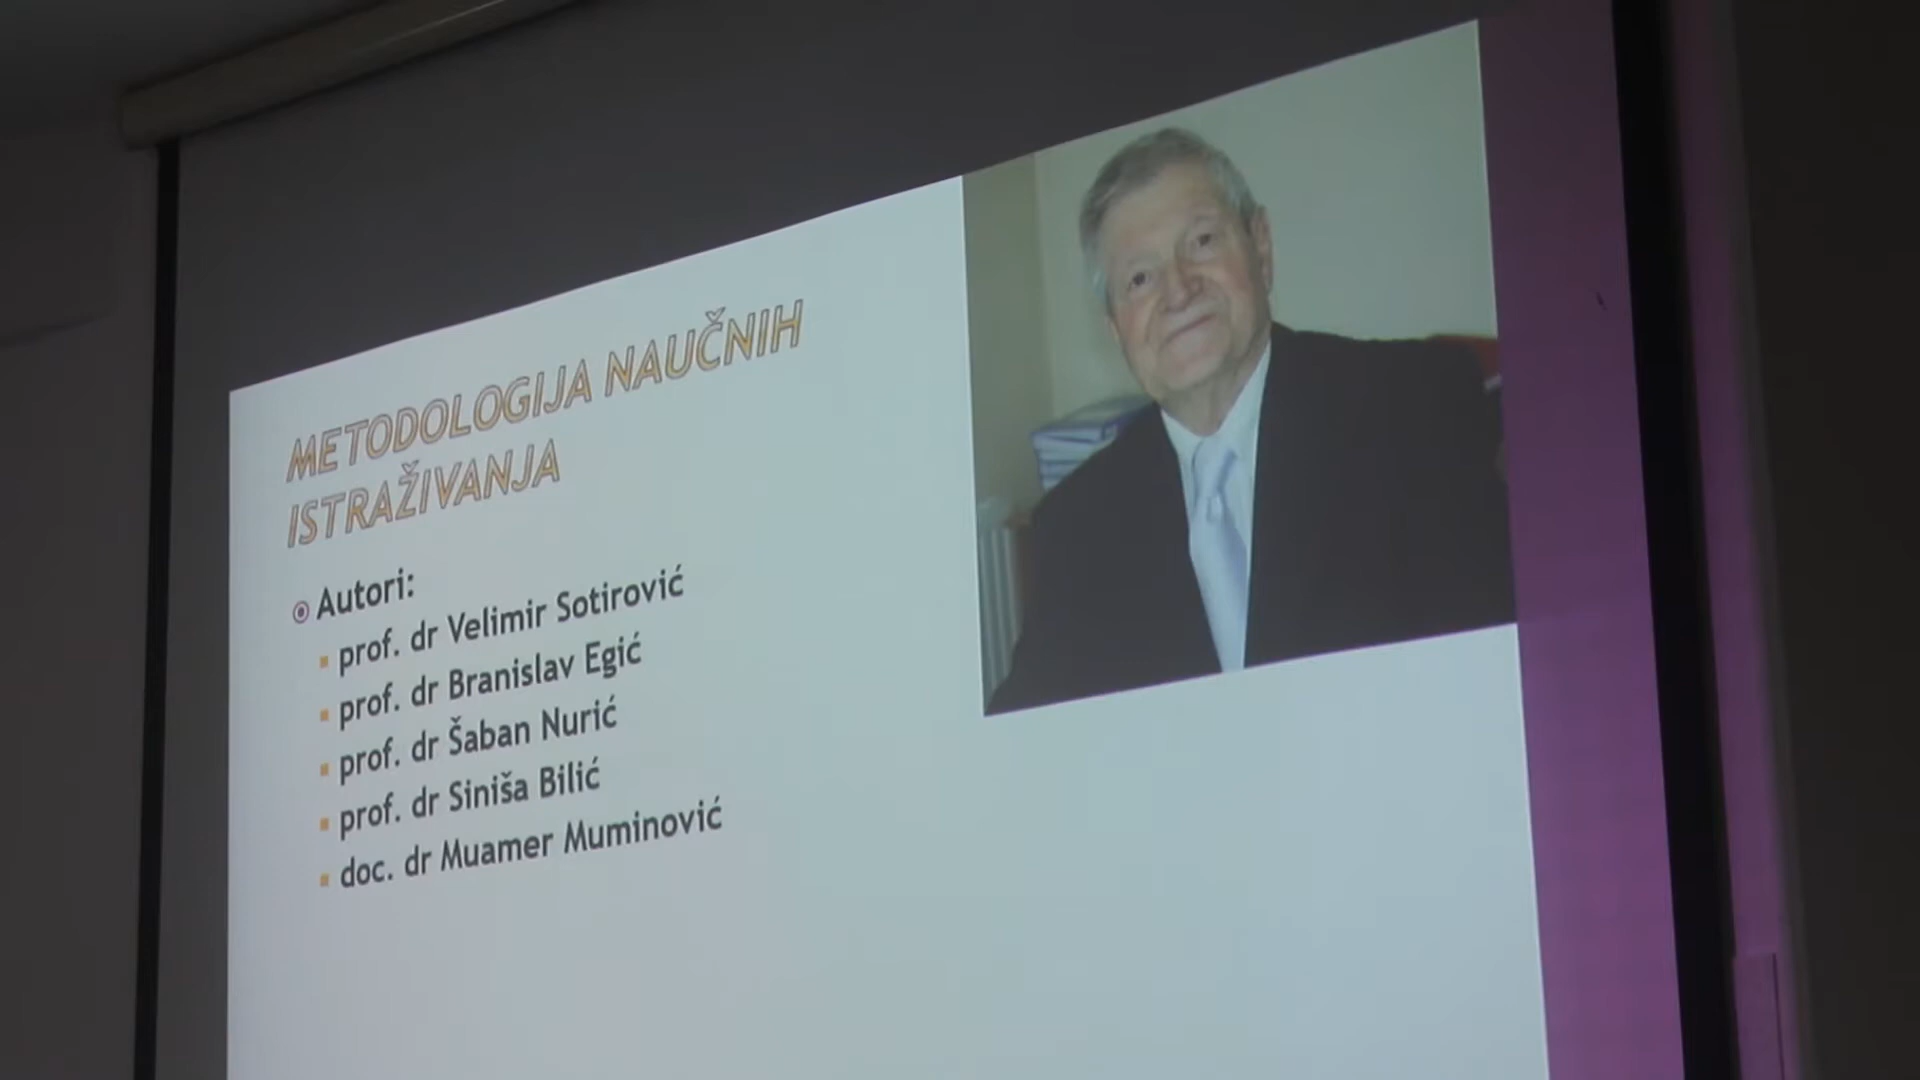 METODOLOGIJA NAUČNIH
ISTRAŽIVANJA
Autori:
prof. dr Velimir Sotirović
prof. dr Branislav Egić
prof. dr Šaban Nurić
prof. dr Siniša Bilić
doc. dr Muamer Muminović